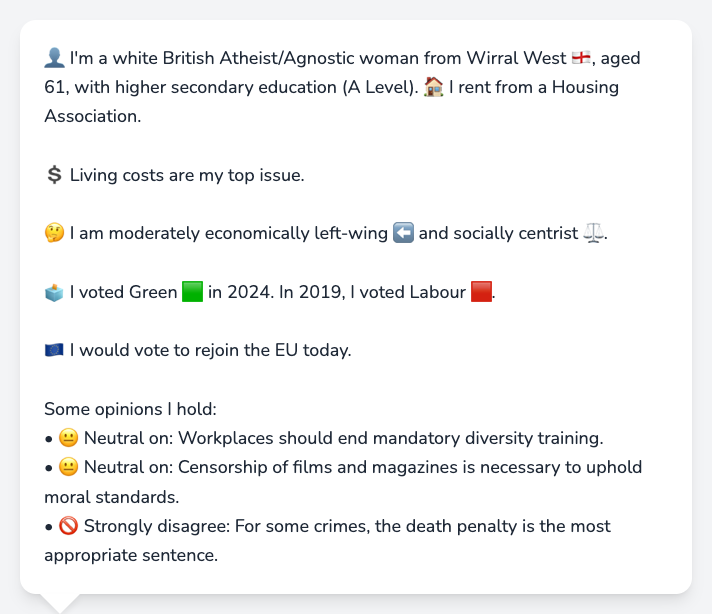 👤 I'm a white British Atheist/Agnostic woman from Wirral West 🏴󠁧󠁢󠁥󠁮󠁧󠁿, aged
61, with higher secondary education (A Level). 🏠 I rent from a Housing
Association.
💲 Living costs are my top issue.
🤔 I am moderately economically left-wing ⬅️ and socially centrist ⚖️.
🗳️ I voted Green 🟩 in 2024. In 2019, I voted Labour 🟥.
🇪🇺 I would vote to rejoin the EU today.
Some opinions I hold:
• 😐 Neutral on: Workplaces should end mandatory diversity training.
• 😐 Neutral on: Censorship of films and magazines is necessary to uphold
moral standards.
• 🚫 Strongly disagree: For some crimes, the death penalty is the most
appropriate sentence.